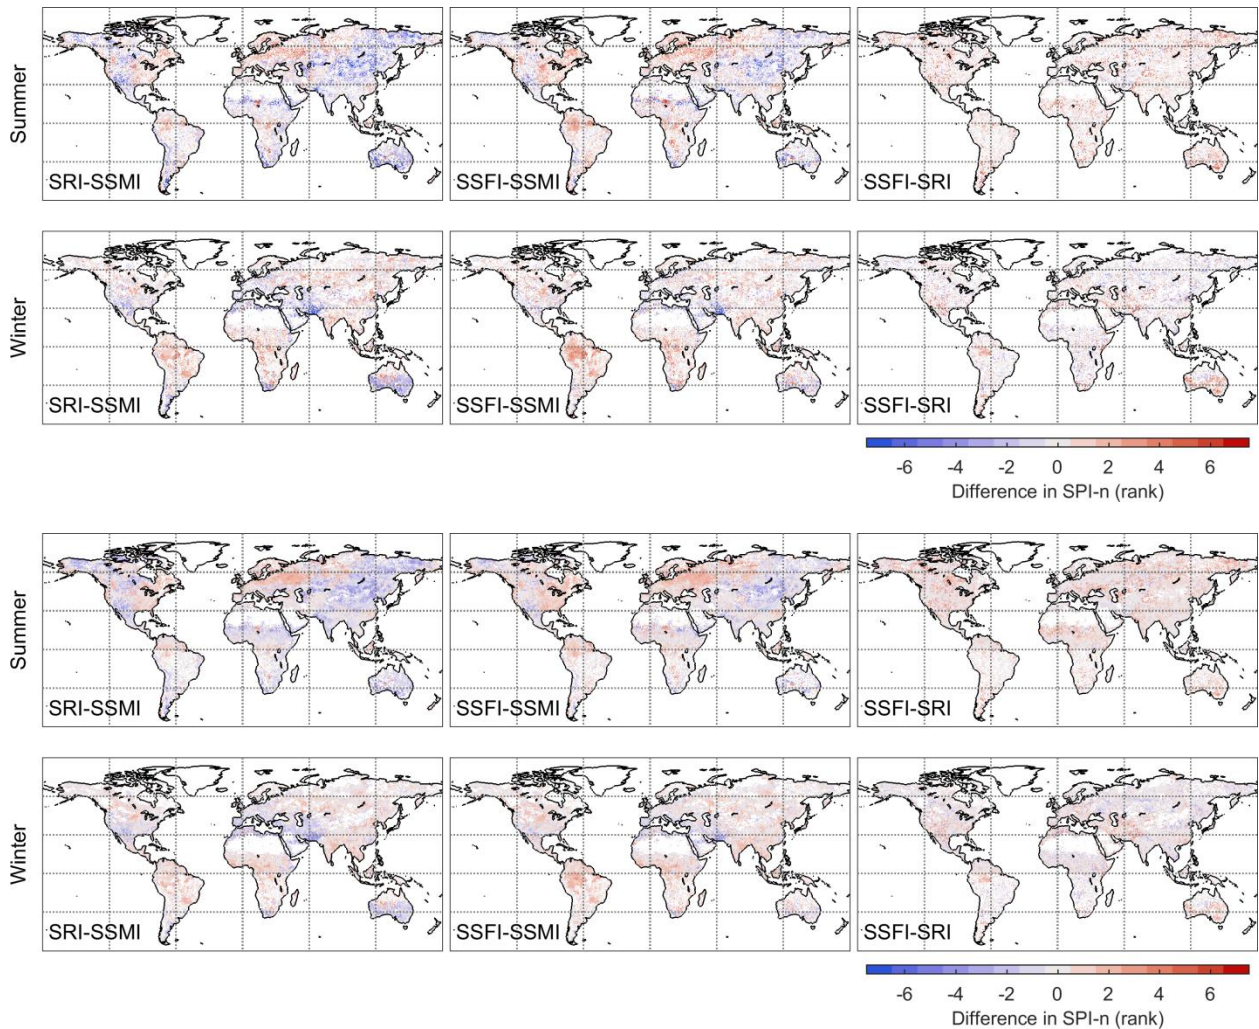 Summer
SRI-SSMI
SSFI-SSMI
SSFI-SRI
Winter
SRI-SSMI
SSFI-SSMI
SSFI-SRI
-6 -4 -2 0 2 4 6
Difference in SPI-n (rank)
Summer
SRI-SSMI
SSFI-SSMI
SSFI-SRI
Winter
SRI-SSMI
SSFI-SSMI
SSFI-SRI
-6 -4 -2 0 2 4 6
Difference in SPI-n (rank)